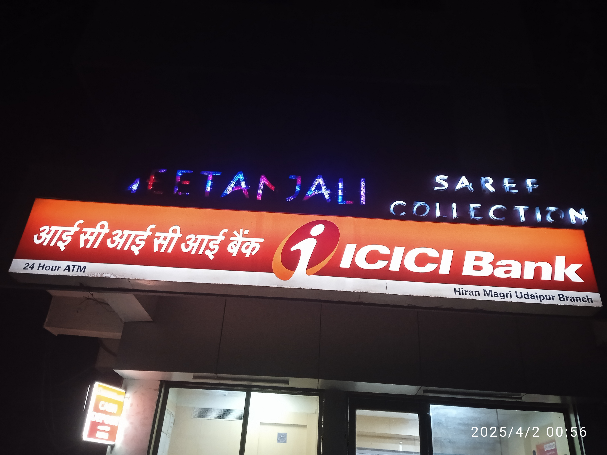 EETANJALI
SAREE
COLLECTION
आई सी आई सी आई बैंक
ICICI Bank
24 Hour ATM
Hiran Magri Udaipur Branch
2025/4/2 00:56